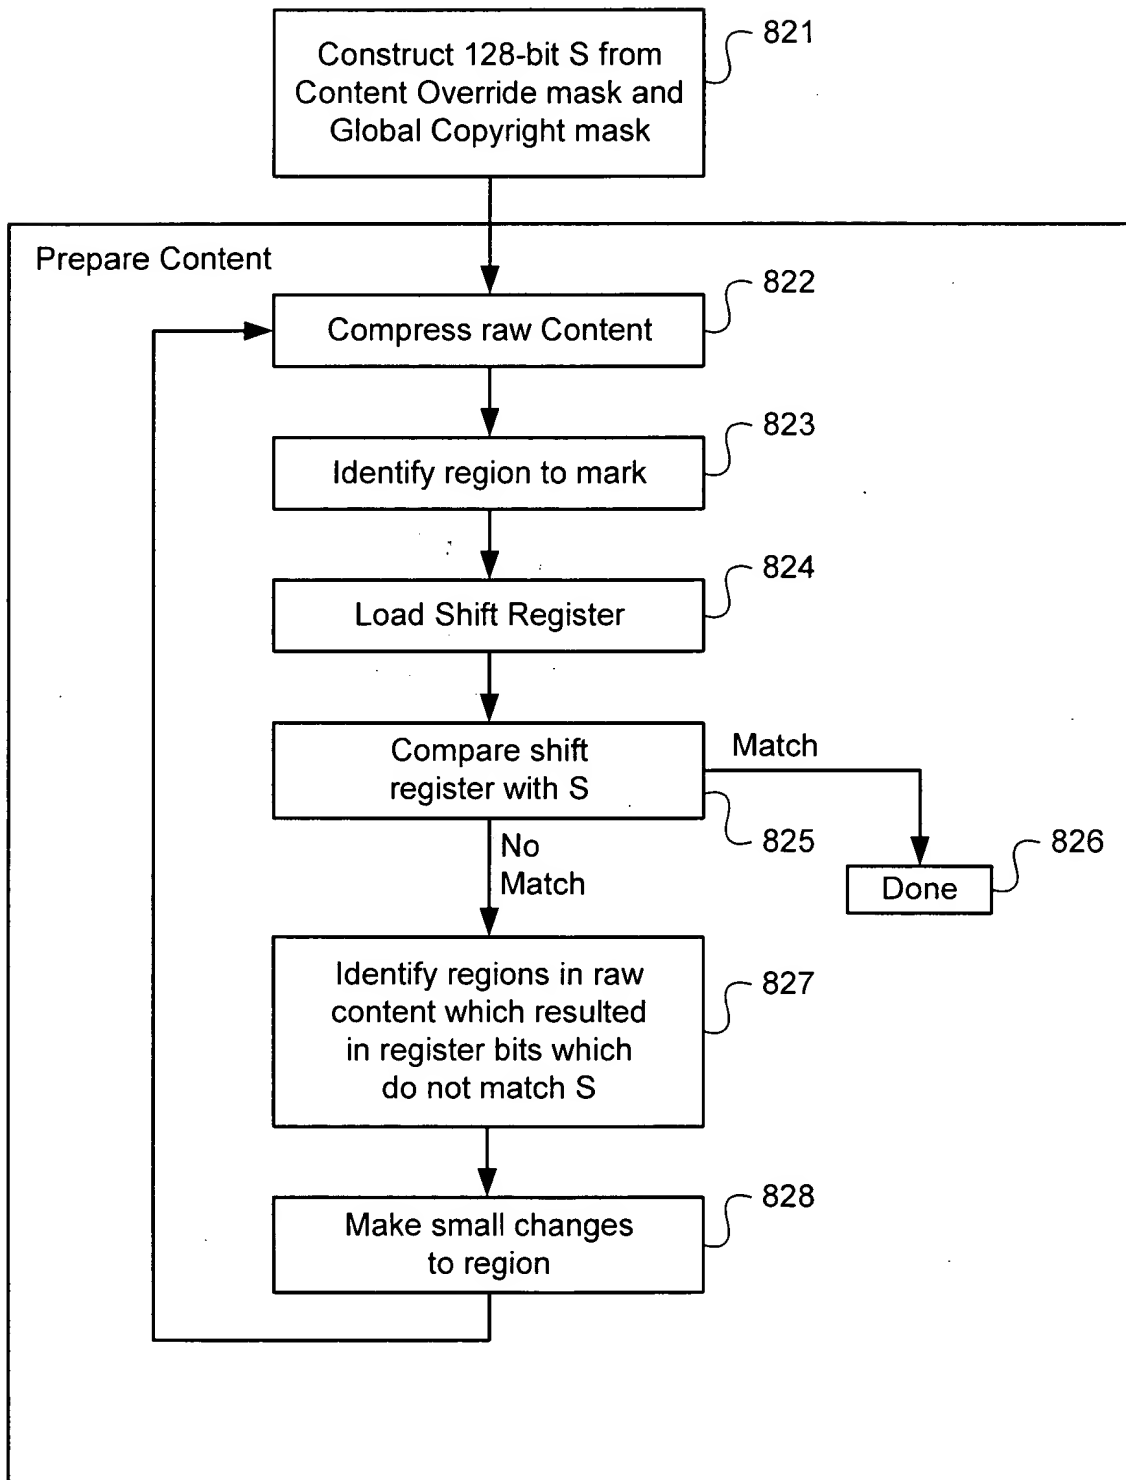 Construct 128-bit S from
Content Override mask and
Global Copyright mask
821
Prepare Content
822
Compress raw Content
823
Identify region to mark
824
Load Shift Register
Compare shift
register with S
Match
825
No
Match
826
Done
Identify regions in raw
content which resulted
in register bits which
do not match S
827
828
Make small changes
to region